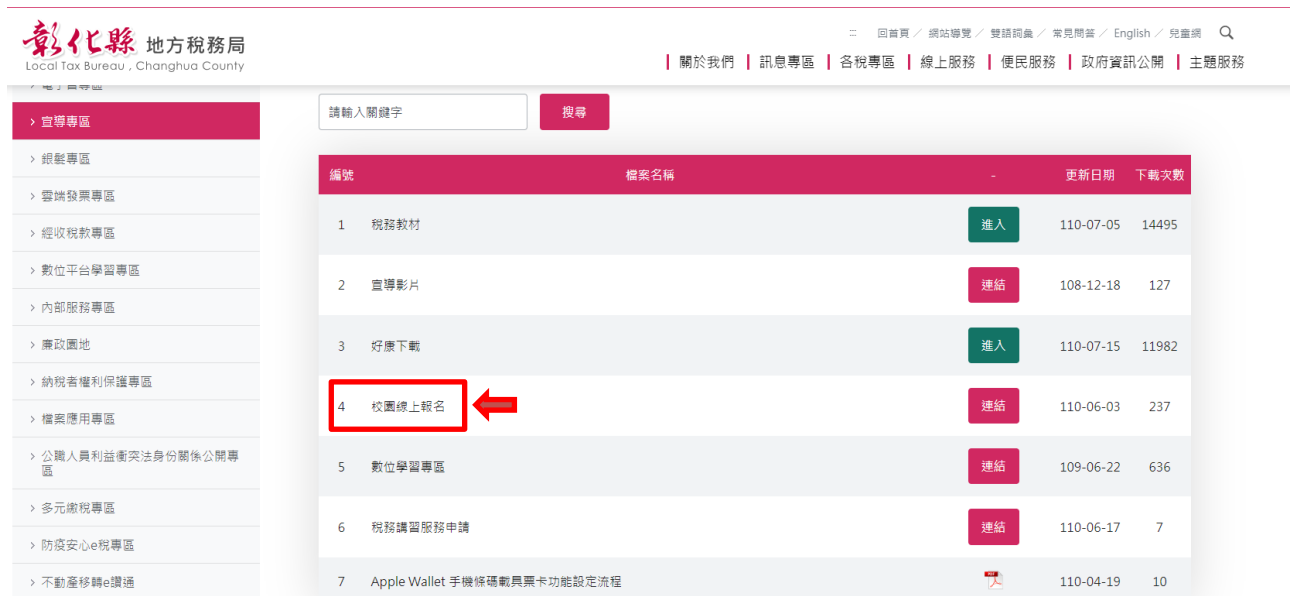 彰化縣 地方稅務局
Local Tax Bureau , Changhua County
::: 回首頁 / 網站導覽 / 雙語詞彙 / 常見問答 / English / 兒童網
關於我們 | 訊息專區 | 各稅專區 | 線上服務 | 便民服務 | 政府資訊公開 | 主題服務
> 宣導專區
> 銀髮專區
> 雲端發票專區
> 經收稅款專區
> 數位平台學習專區
> 內部服務專區
> 廉政園地
> 納稅者權利保護專區
> 檔案應用專區
> 公職人員利益衝突法身份關係公開專
區
> 多元繳稅專區
> 防疫安心e稅專區
> 不動產移轉e讚通
請輸入關鍵字 搜尋
編號 檔案名稱 - 更新日期 下載次數
1 稅務教材 進入 110-07-05 14495
2 宣導影片 連結 108-12-18 127
3 好康下載 進入 110-07-15 11982
4 校園線上報名 連結 110-06-03 237
5 數位學習專區 連結 109-06-22 636
6 稅務講習服務申請 連結 110-06-17 7
7 Apple Wallet 手機條碼載具票卡功能設定流程 110-04-19 10